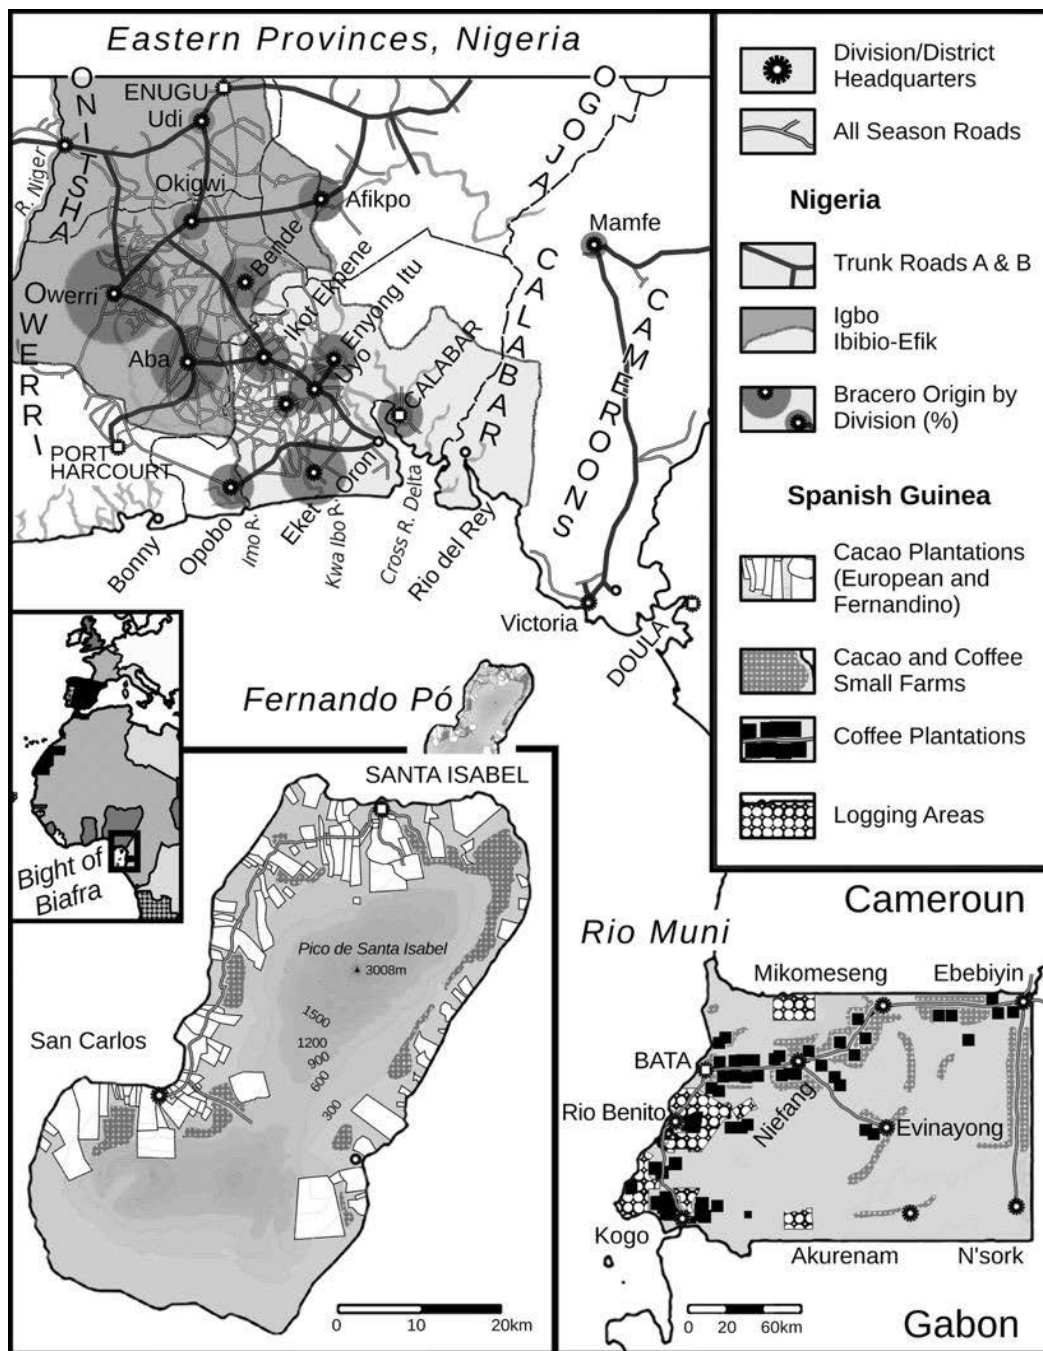 Eastern Provinces, Nigeria
ONITSHA
OGOJA
ENUGU
Udi
R. Niger
Okigwi
Afikpo
Mamfe
Bende
Owerri
OWERRI
Ikot Ekpene
Enyong Itu
CALABAR
CAMEROONS
Aba
Uyo
CALABAR
PORT
HARCOURT
Oron
Bonny
Opobo
Imo R.
Eket
Kwa Ibo R.
Cross R. Delta
Rio del Rey
Victoria
DOULA
Division/District
Headquarters
All Season Roads
Nigeria
Trunk Roads A & B
Igbo
Ibibio-Efik
Bracero Origin by
Division (%)
Spanish Guinea
Cacao Plantations
(European and
Fernandino)
Cacao and Coffee
Small Farms
Coffee Plantations
Logging Areas
Bight of
Biafra
Fernando Pó
SANTA ISABEL
Pico de Santa Isabel
3008m
1500
1200
900
600
300
San Carlos
0 10 20km
Cameroun
Rio Muni
Mikomeseng
Ebebiyin
BATA
Rio Benito
Niefang
Evinayong
Kogo
Akurenam
N'sork
0 20 60km
Gabon